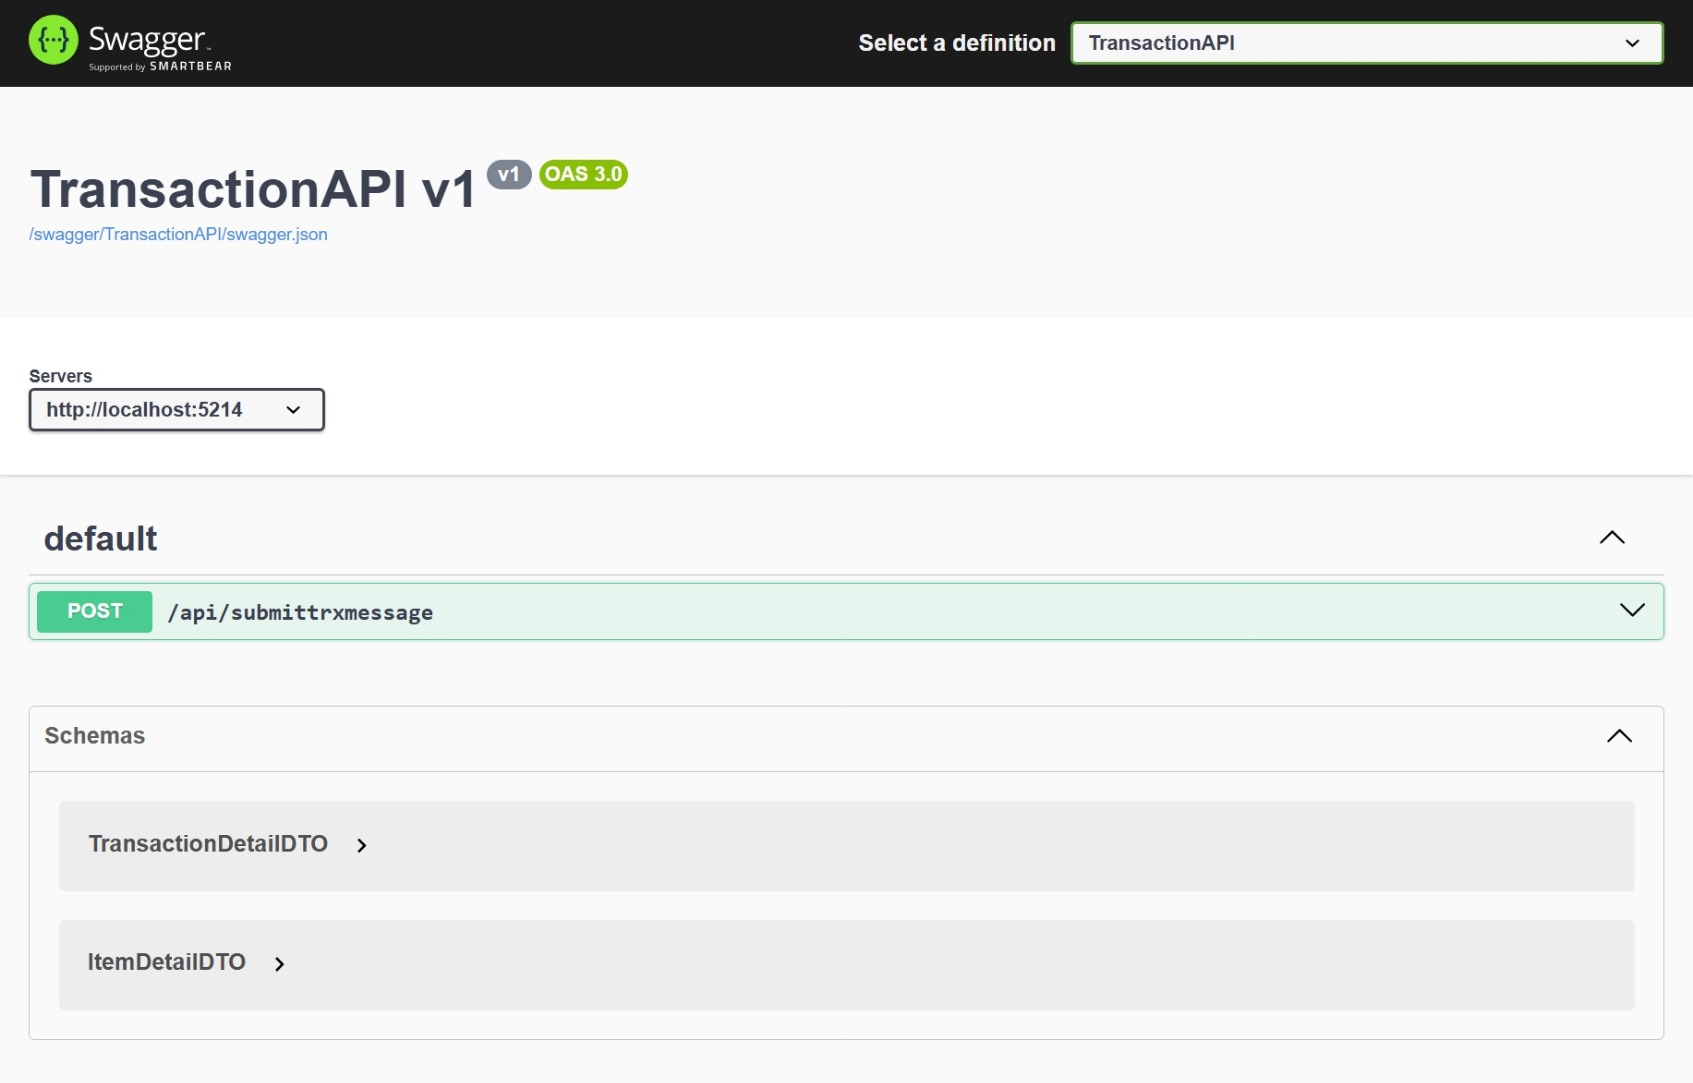 {...} Swagger™
Supported by SMARTBEAR
Select a definition
TransactionAPI
TransactionAPI v1 v1 OAS 3.0
/swagger/TransactionAPI/swagger.json
Servers
http://localhost:5214
default
POST /api/submittrxmessage
Schemas
TransactionDetailDTO
ItemDetailDTO